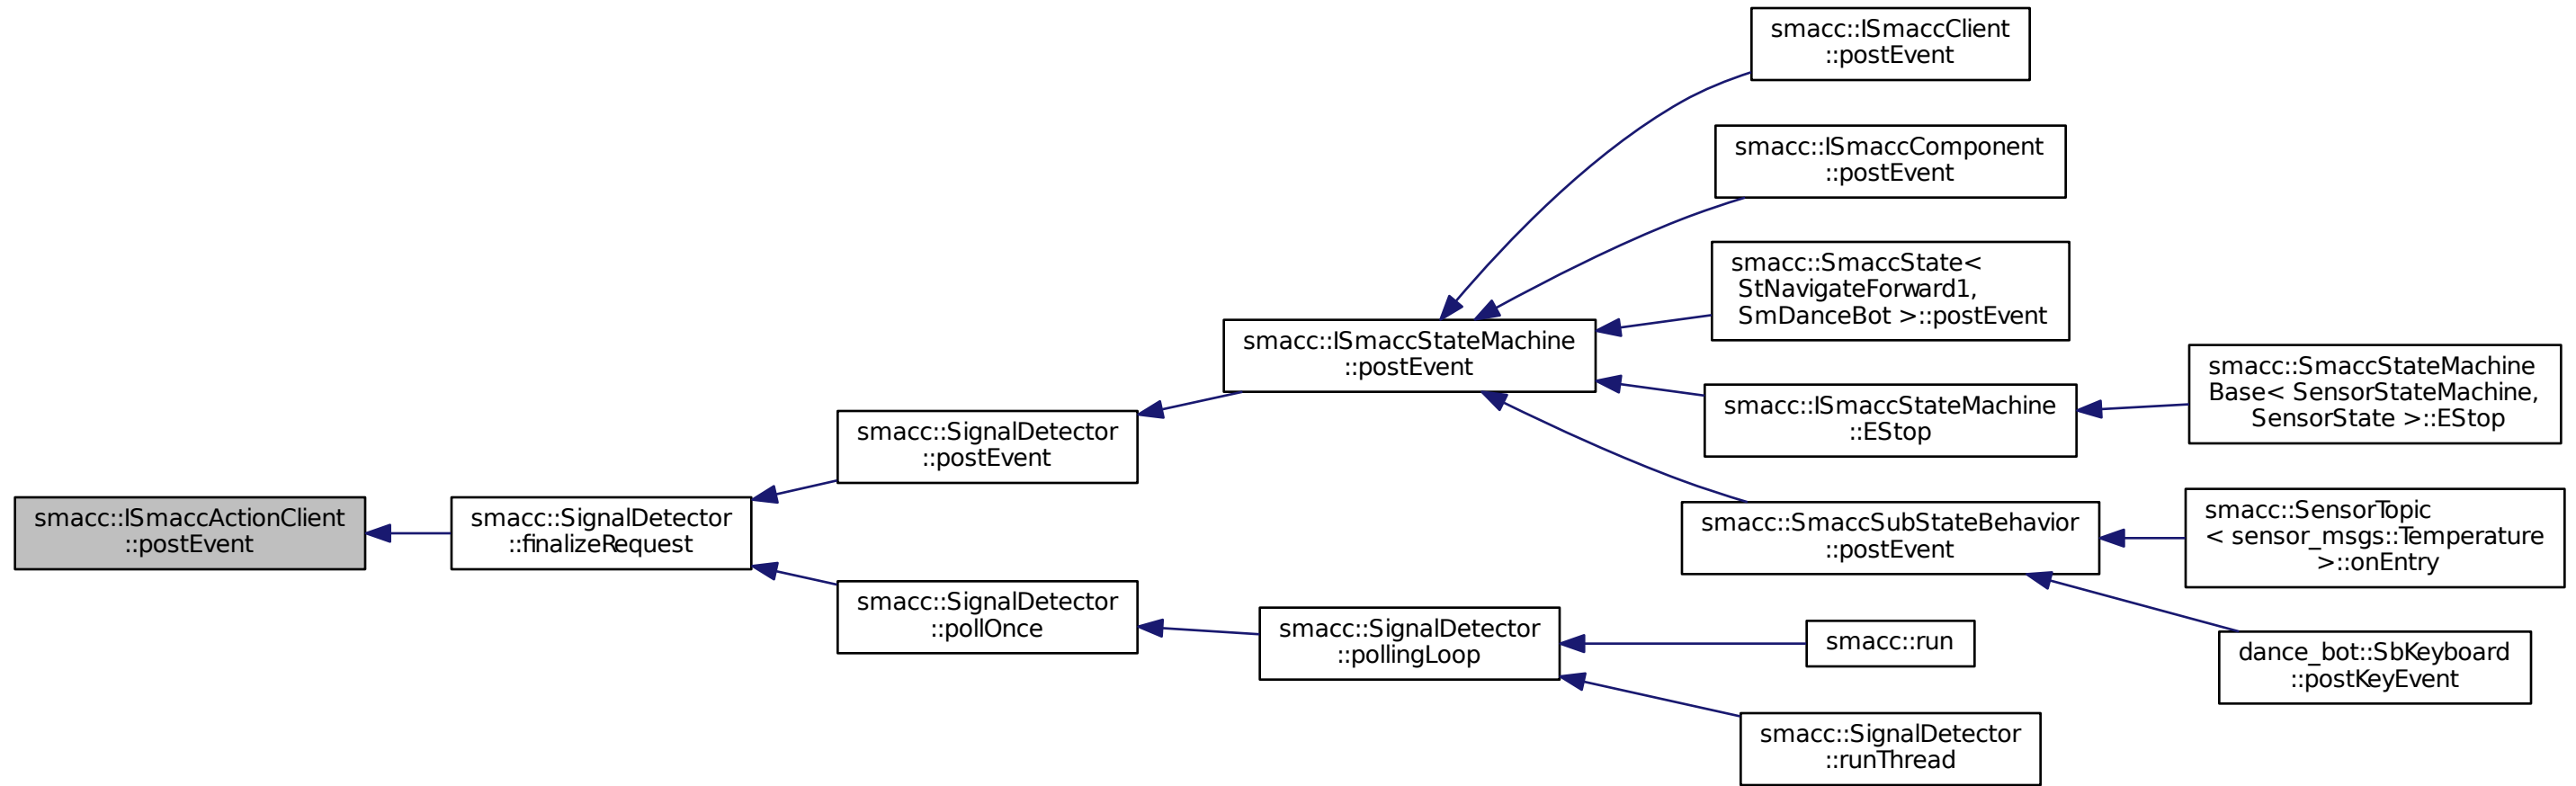 smacc::ISmaccActionClient
::postEvent
smacc::SignalDetector
::finalizeRequest
smacc::SignalDetector
::postEvent
smacc::ISmaccStateMachine
::postEvent
smacc::ISmaccClient
::postEvent
smacc::ISmaccComponent
::postEvent
smacc::SmaccState<
StNavigateForward1,
SmDanceBot >::postEvent
smacc::ISmaccStateMachine
::EStop
smacc::SmaccStateMachine
Base< SensorStateMachine,
SensorState >::EStop
smacc::SmaccSubStateBehavior
::postEvent
smacc::SensorTopic
< sensor_msgs::Temperature
>::onEntry
dance_bot::SbKeyboard
::postKeyEvent
smacc::SignalDetector
::pollOnce
smacc::SignalDetector
::pollingLoop
smacc::run
smacc::SignalDetector
::runThread